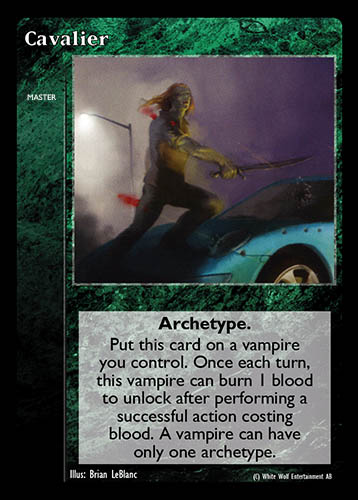 Cavalier
MASTER
Archetype.
Put this card on a vampire
you control. Once each turn,
this vampire can burn 1 blood
to unlock after performing a
successful action costing
blood. A vampire can have
only one archetype.
Illus: Brian LeBlanc
(C) White Wolf Entertainment AB